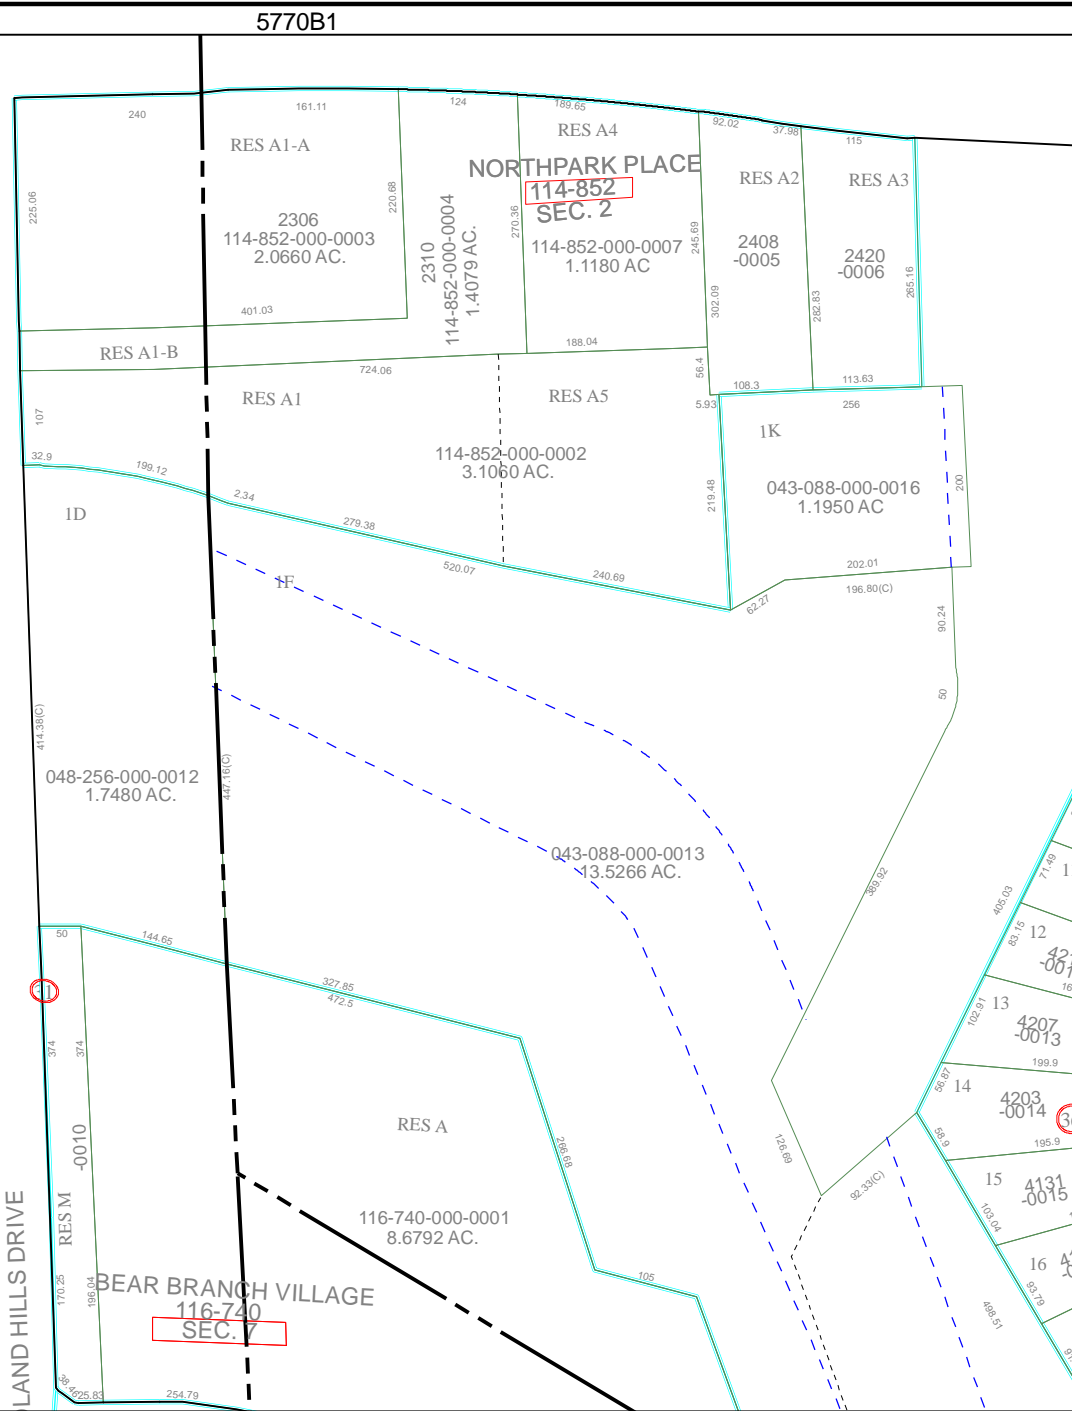 5770B1
240
161.11
124
189.65
92.02
37.98
115
RES A1-A
RES A4
RES A2
RES A3
NORTHPARK PLACE
114-852
SEC. 2
225.06
2306
114-852-000-0003
2.0660 AC.
220.68
2310
114-852-000-0004
1.4079 AC.
270.36
114-852-000-0007
1.1180 AC
245.69
302.09
2408
-0005
282.83
2420
-0006
265.16
401.03
RES A1-B
188.04
724.06
56.4
107
RES A1
RES A5
5.93
108.3
113.63
256
1K
114-852-000-0002
3.1060 AC.
32.9
199.12
2.34
279.38
520.07
240.69
219.48
043-088-000-0016
1.1950 AC
200
1D
1F
202.01
196.80(C)
62.27
90.24
50
414.38(C)
447.16(C)
048-256-000-0012
1.7480 AC.
043-088-000-0013
13.5266 AC.
389.92
405.03
71.49
83.15
12
102.91
13
4207
-0013
199.9
56.87
14
4203
-0014
195.9
58.9
15
4131
-0015
103.04
16
93.79
50
144.65
327.85
472.5
374
374
-0010
RES M
RES A
266.68
126.69
92.33(C)
116-740-000-0001
8.6792 AC.
105
498.51
170.25
196.04
BEAR BRANCH VILLAGE
116-740
SEC. 7
LAND HILLS DRIVE
38.46
25.83
254.79